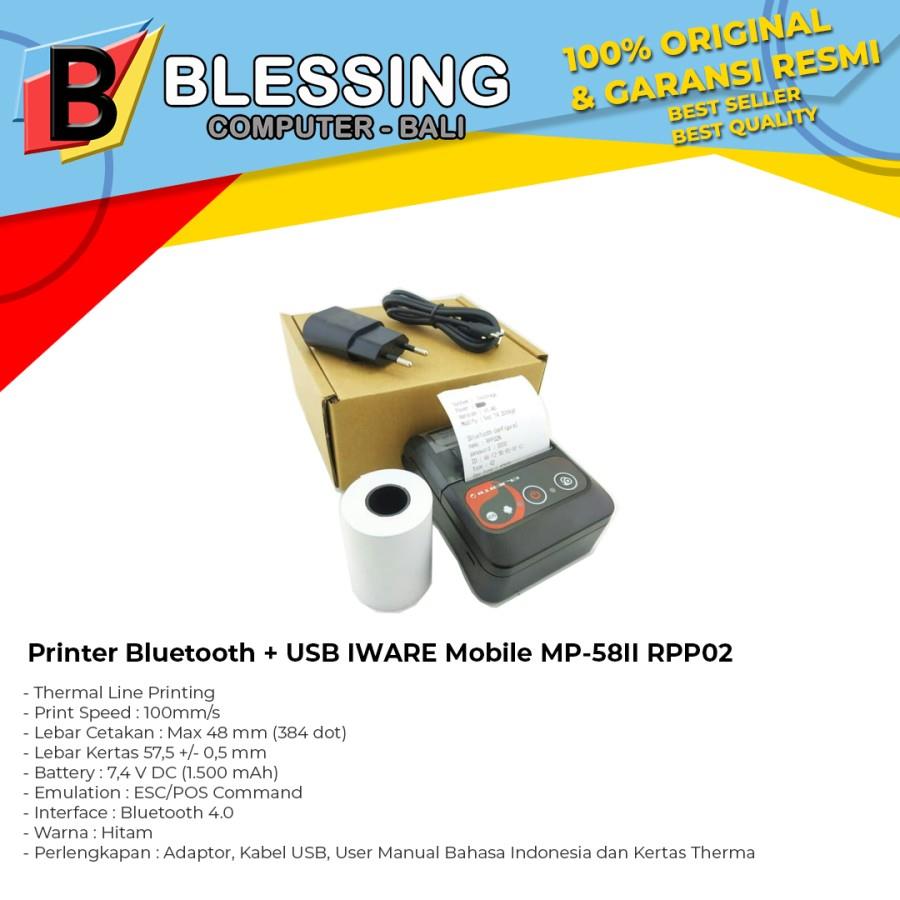 B
BLESSING
COMPUTER - BALI
100% ORIGINAL
& GARANSI RESMI
BEST SELLER
BEST QUALITY
Printer Bluetooth + USB IWARE Mobile MP-58II RPP02
- Thermal Line Printing
- Print Speed : 100mm/s
- Lebar Cetakan : Max 48 mm (384 dot)
- Lebar Kertas 57,5 +/- 0,5 mm
- Battery : 7,4 V DC (1.500 mAh)
- Emulation : ESC/POS Command
- Interface : Bluetooth 4.0
- Warna : Hitam
- Perlengkapan : Adaptor, Kabel USB, User Manual Bahasa Indonesia dan Kertas Therma